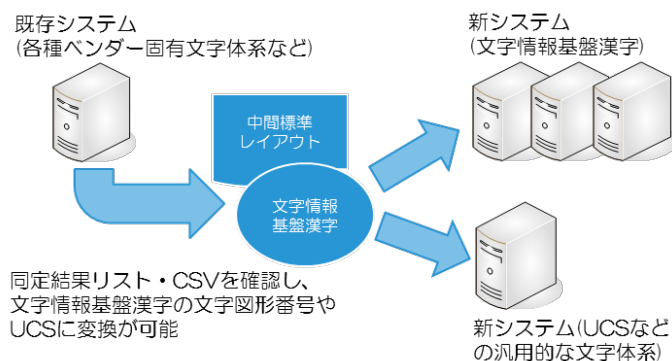 既存システム
(各種ベンダー固有文字体系など)
新システム
(文字情報基盤漢字)
中間標準
レイアウト
文字情報
基盤漢字
同定結果リスト・CSVを確認し、
文字情報基盤漢字の文字図形番号や
UCSに変換が可能
新システム(UCSなど
の汎用的な文字体系)